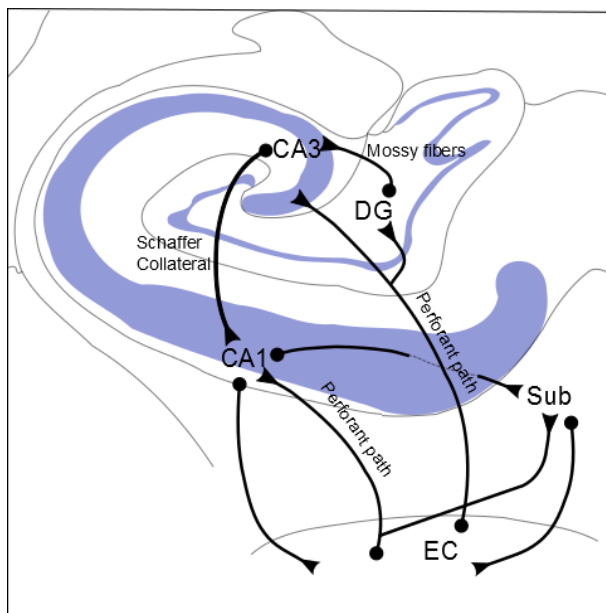 CA3
Mossy fibers
DG
Schaffer
Collateral
Perforant path
CA1
Perforant path
Sub
EC